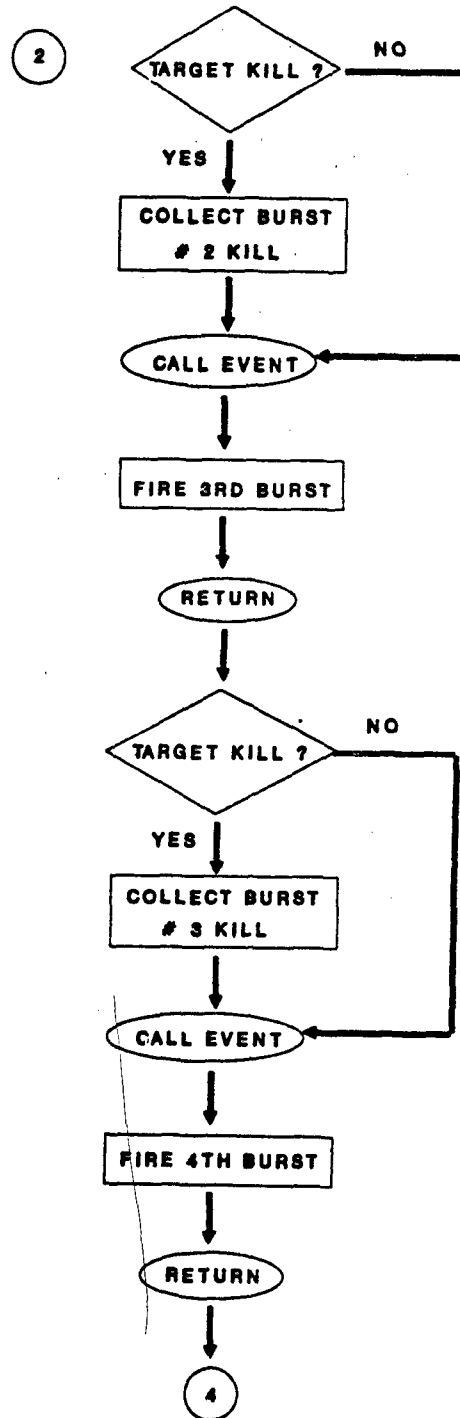 2
TARGET KILL ?
NO
YES
COLLECT BURST
# 2 KILL
CALL EVENT
FIRE 3RD BURST
RETURN
TARGET KILL ?
NO
YES
COLLECT BURST
# 3 KILL
CALL EVENT
FIRE 4TH BURST
RETURN
4